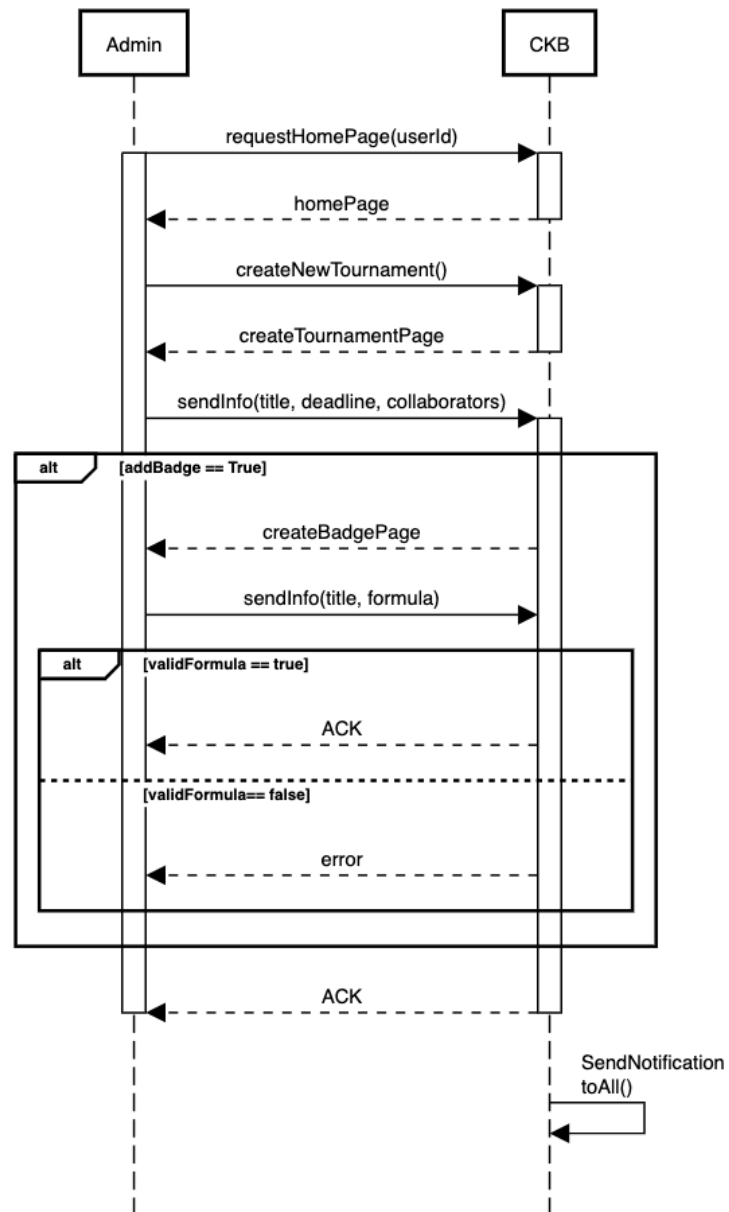 Admin
CKB
requestHomePage(userId)
homePage
createNewTournament()
createTournamentPage
sendInfo(title, deadline, collaborators)
alt
[addBadge == True]
createBadgePage
sendInfo(title, formula)
alt
[validFormula == true]
ACK
[validFormula== false]
error
ACK
SendNotification
toAll()